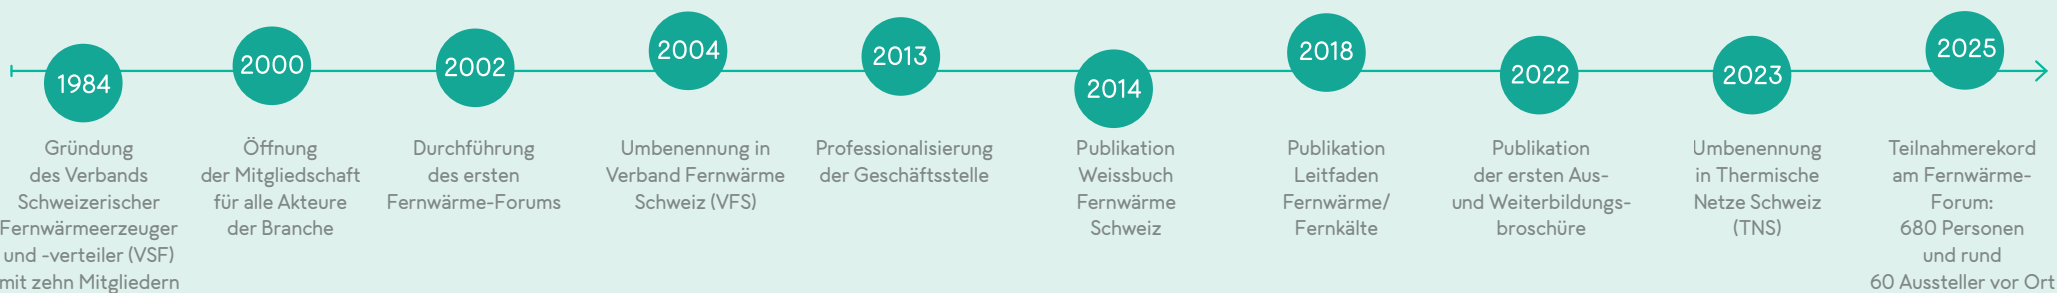 1984
Gründung
des Verbands
Schweizerischer
Fernwärmeerzeuger
und -verteiler (VSF)
mit zehn Mitgliedern
2000
Öffnung
der Mitgliedschaft
für alle Akteure
der Branche
2002
Durchführung
des ersten
Fernwärme-Forums
2004
Umbenennung in
Verband Fernwärme
Schweiz (VFS)
2013
Professionalisierung
der Geschäftsstelle
2014
Publikation
Weissbuch
Fernwärme
Schweiz
2018
Publikation
Leitfaden
Fernwärme/
Fernkälte
2022
Publikation
der ersten Aus-
und Weiterbildungs-
broschüre
2023
Umbenennung
in Thermische
Netze Schweiz
(TNS)
2025
Teilnahmerekord
am Fernwärme-
Forum:
680 Personen
und rund
60 Aussteller vor Ort